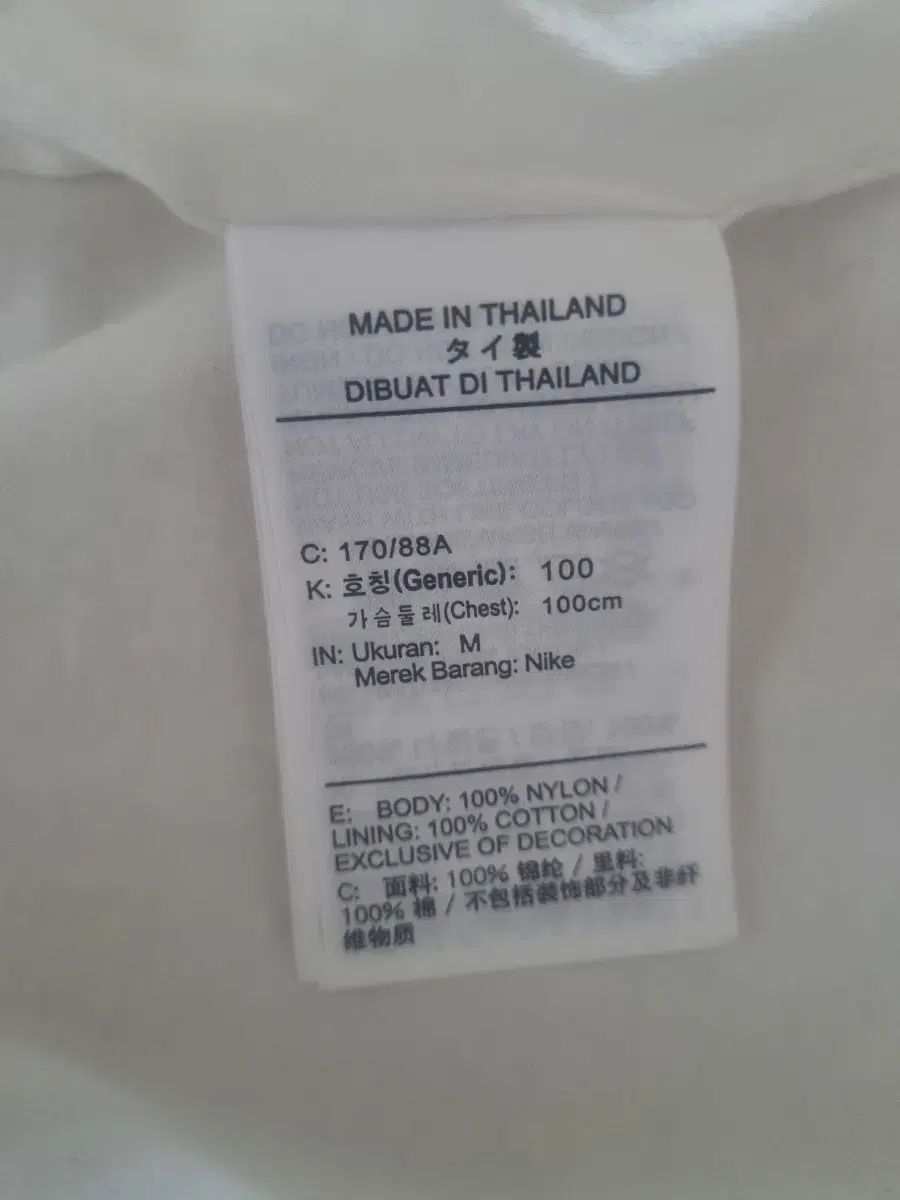 MADE IN THAILAND
タイ製
DIBUAT DI THAILAND
C: 170/88A
K: 호칭(Generic): 100
가슴둘레(Chest): 100cm
IN: Ukuran: M
Merek Barang: Nike
E: BODY: 100% NYLON /
LINING: 100% COTTON /
EXCLUSIVE OF DECORATION
C: 面料: 100% 锦纶 / 里料:
100% 棉 / 不包括装饰部分及非纤
维物质